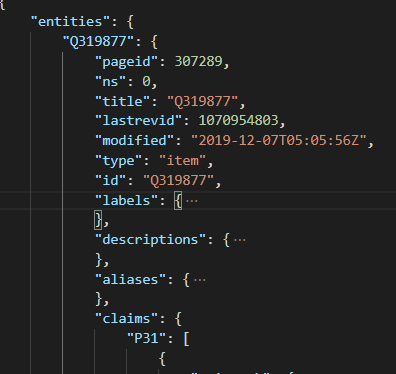 {
"entities": {
"Q319877": {
"pageid": 307289,
"ns": 0,
"title": "Q319877",
"lastrevid": 1070954803,
"modified": "2019-12-07T05:05:56Z",
"type": "item",
"id": "Q319877",
"labels": { ···
},
"descriptions": { ···
},
"aliases": { ···
},
"claims": {
"P31": [
{